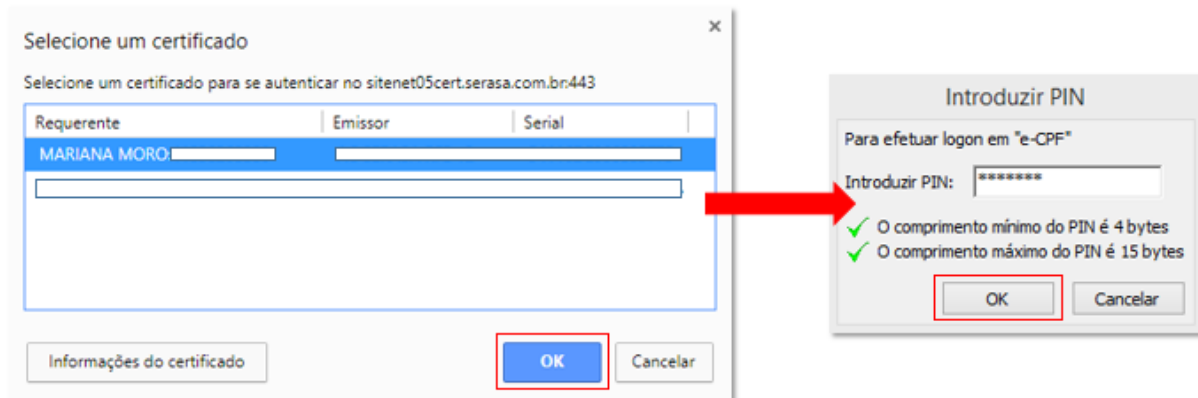 Selecione um certificado
Selecione um certificado para se autenticar no sitenet05cert.serasa.com.br:443
Requerente Emissor Serial
MARIANA MORO
Informações do certificado OK Cancelar
Introduzir PIN
Para efetuar logon em "e-CPF"
Introduzir PIN: *******
O comprimento mínimo do PIN é 4 bytes
O comprimento máximo do PIN é 15 bytes
OK Cancelar